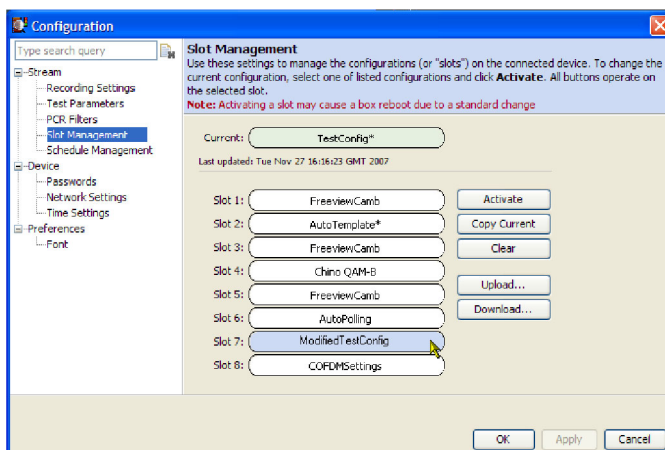 Configuration
Type search query
Stream
Recording Settings
Test Parameters
PCR Filters
Slot Management
Schedule Management
Device
Passwords
Network Settings
Time Settings
Preferences
Font
Slot Management
Use these settings to manage the configurations (or "slots") on the connected device. To change the
current configuration, select one of listed configurations and click Activate. All buttons operate on
the selected slot.
Note: Activating a slot may cause a box reboot due to a standard change
Current: TestConfig*
Last updated: Tue Nov 27 16:16:23 GMT 2007
Slot 1: FreeviewCamb
Slot 2: AutoTemplate*
Slot 3: FreeviewCamb
Slot 4: Chino QAM-B
Slot 5: FreeviewCamb
Slot 6: AutoPolling
Slot 7: ModifiedTestConfig
Slot 8: COFDMSettings
Activate
Copy Current
Clear
Upload...
Download...
OK Apply Cancel